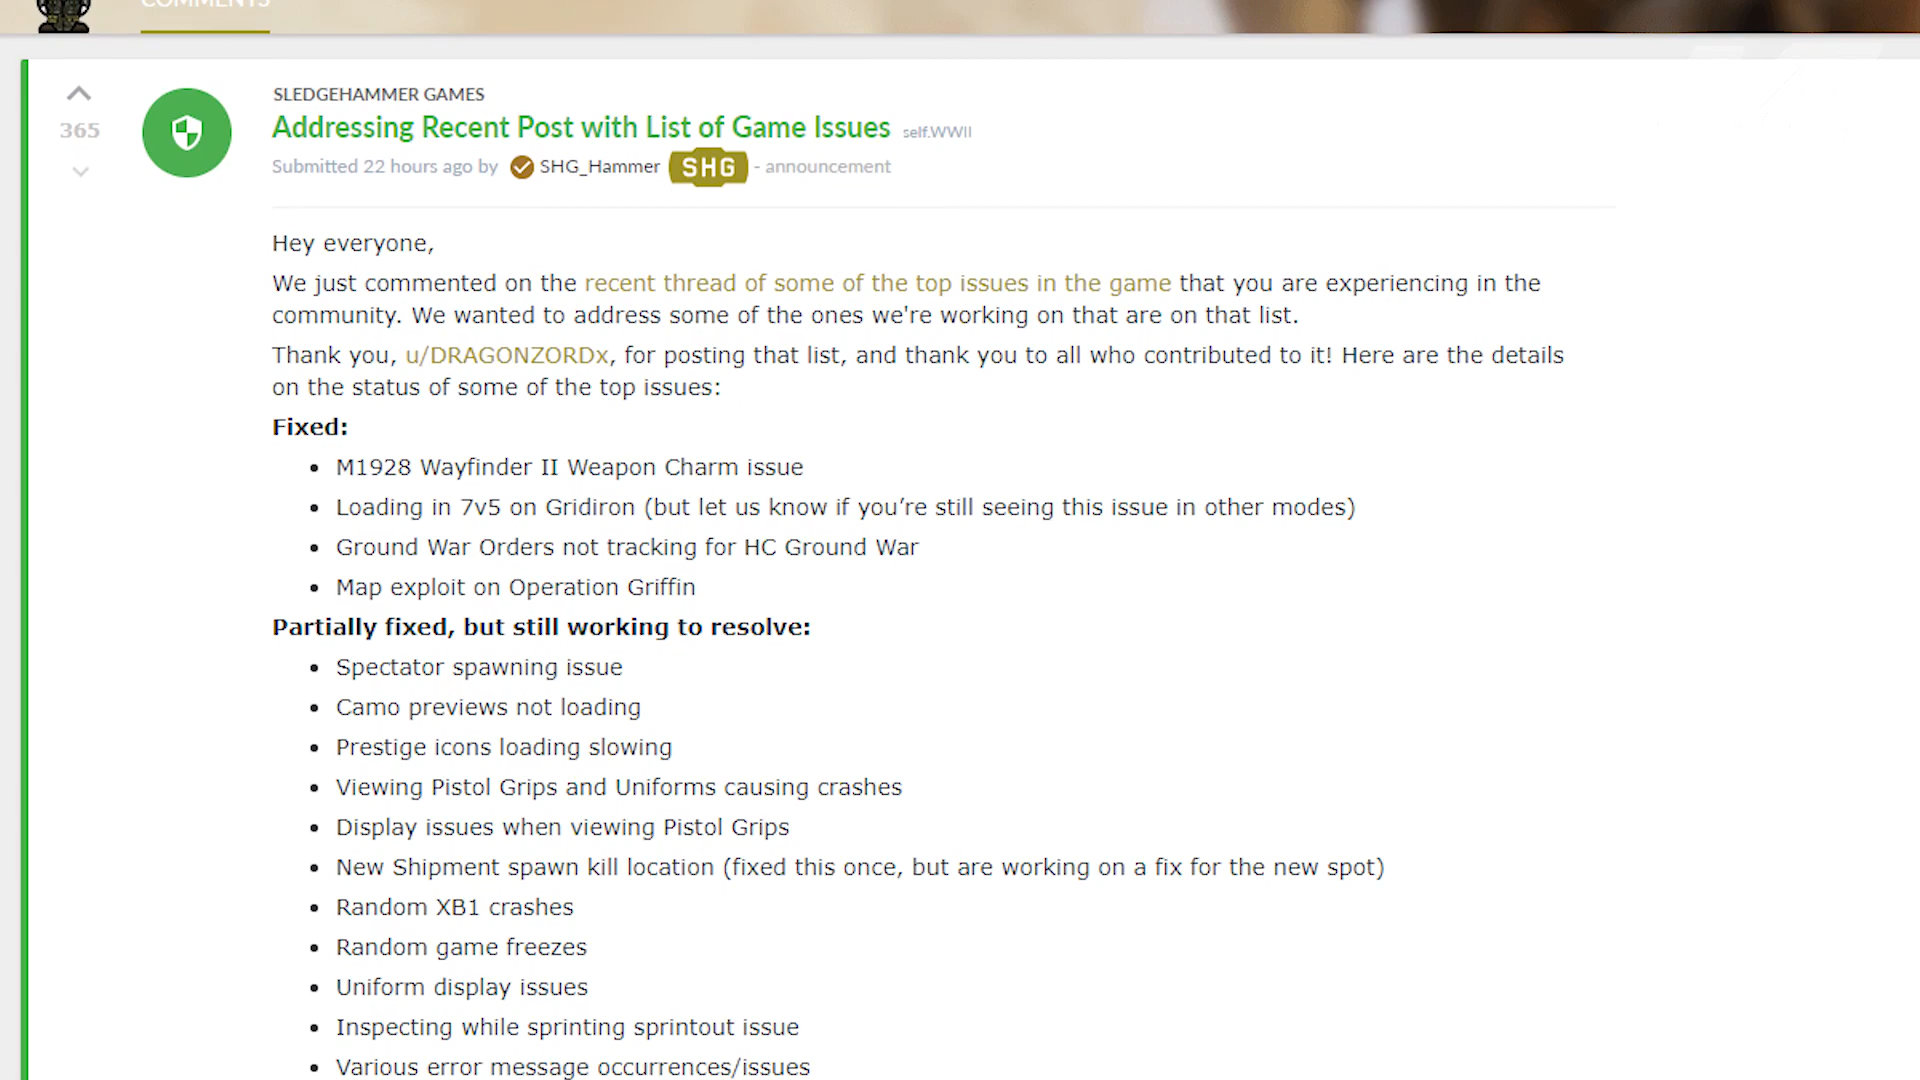 COMMENTS
SLEDGEHAMMER GAMES
365
Addressing Recent Post with List of Game Issues self.WWII
Submitted 22 hours ago by SHG_Hammer SHG - announcement
Hey everyone,
We just commented on the recent thread of some of the top issues in the game that you are experiencing in the
community. We wanted to address some of the ones we're working on that are on that list.
Thank you, u/DRAGONZORDx, for posting that list, and thank you to all who contributed to it! Here are the details
on the status of some of the top issues:
Fixed:
• M1928 Wayfinder II Weapon Charm issue
• Loading in 7v5 on Gridiron (but let us know if you’re still seeing this issue in other modes)
• Ground War Orders not tracking for HC Ground War
• Map exploit on Operation Griffin
Partially fixed, but still working to resolve:
• Spectator spawning issue
• Camo previews not loading
• Prestige icons loading slowing
• Viewing Pistol Grips and Uniforms causing crashes
• Display issues when viewing Pistol Grips
• New Shipment spawn kill location (fixed this once, but are working on a fix for the new spot)
• Random XB1 crashes
• Random game freezes
• Uniform display issues
• Inspecting while sprinting sprintout issue
• Various error message occurrences/issues